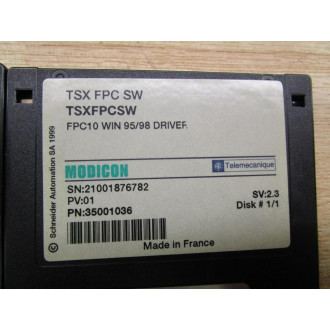 TSX FPC SW
TSXFPCSW
FPC10 WIN 95/98 DRIVER
MODICON
Telemecanique
SN:21001876782
PV:01
PN:35001036
SV:2.3
Disk # 1/1
Made in France
© Schneider Automation SA 1999